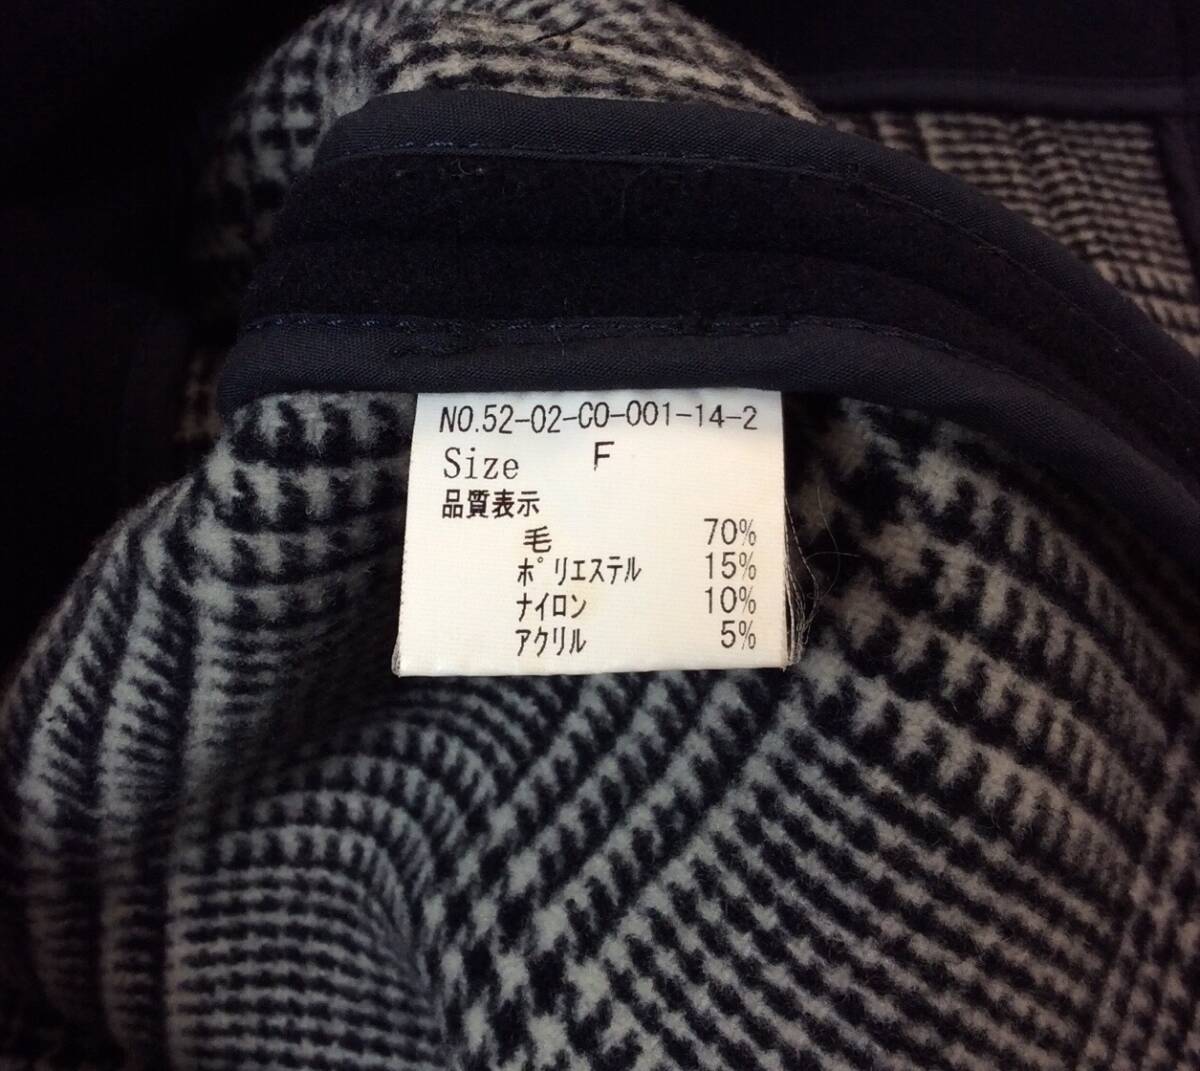 NO.52-02-CO-001-14-2
Size F
品質表示
毛 70%
ポリエステル 15%
ナイロン 10%
アクリル 5%